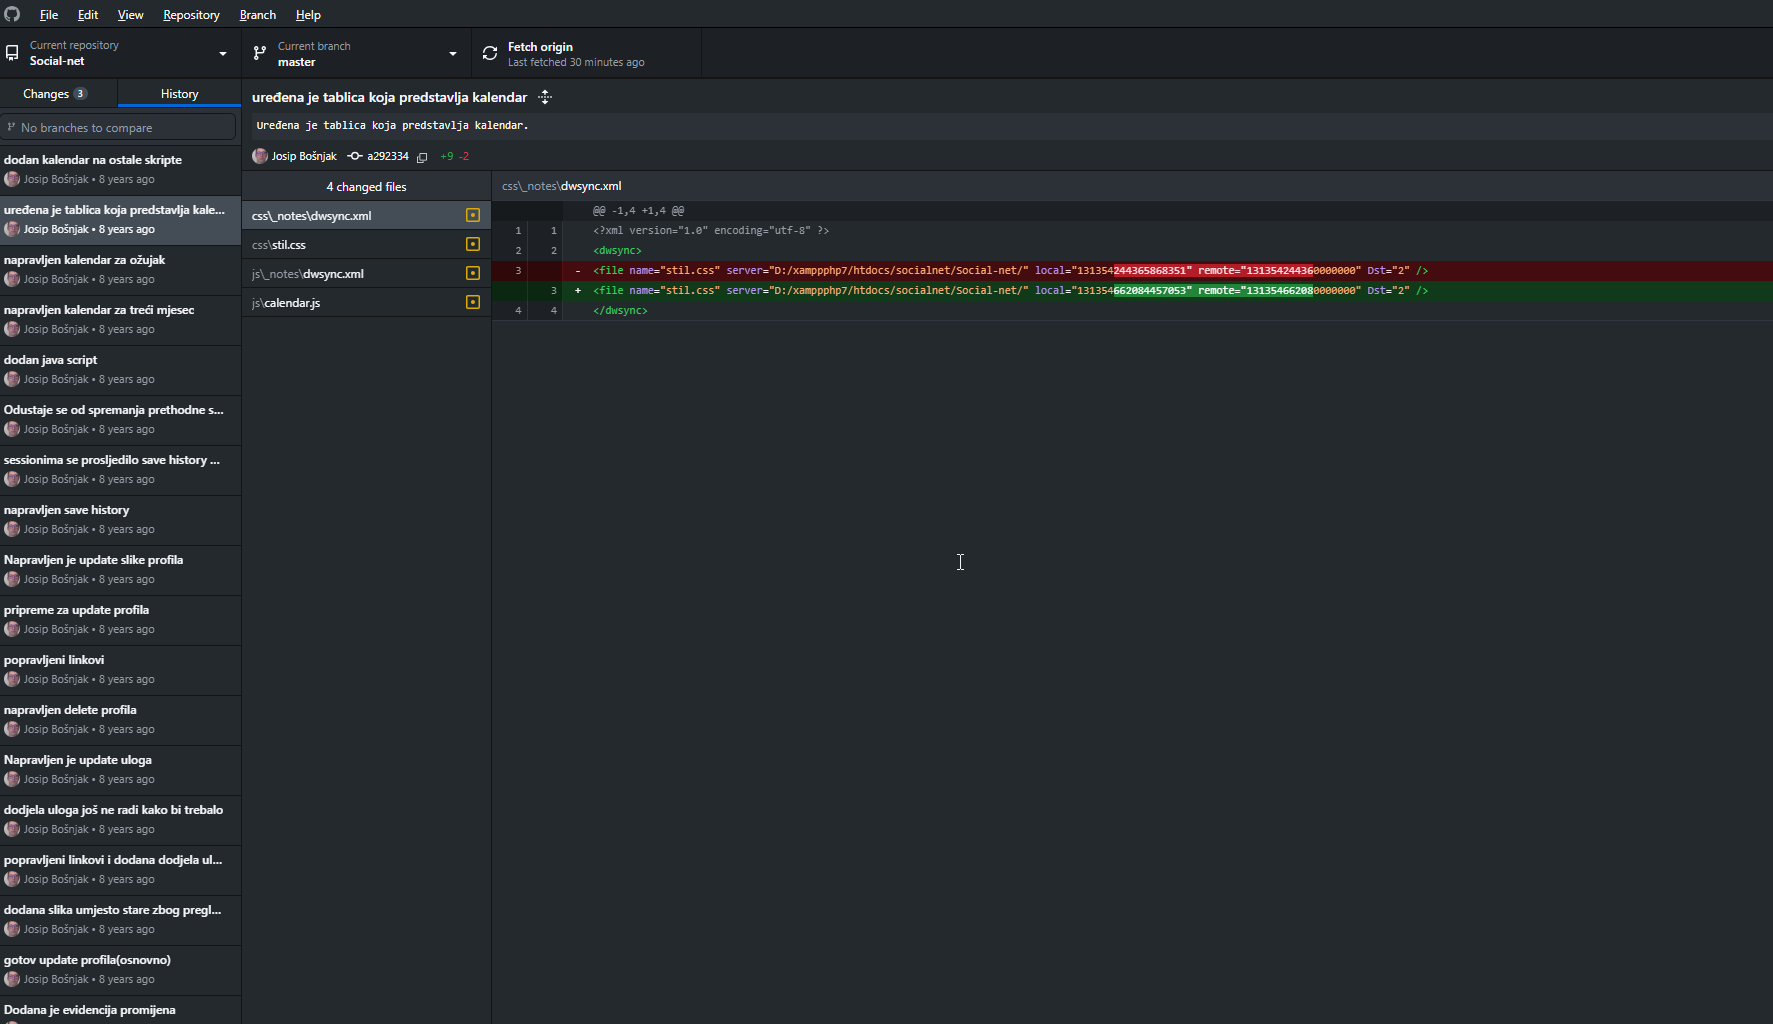 File Edit View Repository Branch Help
Current repository
Social-net
Current branch
master
Fetch origin
Last fetched 30 minutes ago
Changes 3
History
No branches to compare
dodan kalendar na ostale skripte
Josip Bošnjak • 8 years ago
uređena je tablica koja predstavlja kale...
Josip Bošnjak • 8 years ago
napravljen kalendar za ožujak
Josip Bošnjak • 8 years ago
napravljen kalendar za treći mjesec
Josip Bošnjak • 8 years ago
dodan java script
Josip Bošnjak • 8 years ago
Odustaje se od spremanja prethodne s...
Josip Bošnjak • 8 years ago
sessionima se prosljedilo save history ...
Josip Bošnjak • 8 years ago
napravljen save history
Josip Bošnjak • 8 years ago
Napravljen je update slike profila
Josip Bošnjak • 8 years ago
pripreme za update profila
Josip Bošnjak • 8 years ago
popravljeni linkovi
Josip Bošnjak • 8 years ago
napravljen delete profila
Josip Bošnjak • 8 years ago
Napravljen je update uloga
Josip Bošnjak • 8 years ago
dodjela uloga još ne radi kako bi trebalo
Josip Bošnjak • 8 years ago
popravljeni linkovi i dodana dodjela ul...
Josip Bošnjak • 8 years ago
dodana slika umjesto stare zbog pregl...
Josip Bošnjak • 8 years ago
gotov update profila(osnovno)
Josip Bošnjak • 8 years ago
Dodana je evidencija promijena
uređena je tablica koja predstavlja kalendar
Uređena je tablica koja predstavlja kalendar.
Josip Bošnjak a292334 +9 -2
4 changed files
css\_notes\dwsync.xml
css\stil.css
js\_notes\dwsync.xml
js\calendar.js
css\_notes\dwsync.xml
@@ -1,4 +1,4 @@
1 1 <?xml version="1.0" encoding="utf-8" ?>
2 2 <dwsync>
3 - <file name="stil.css" server="D:/xamppphp7/htdocs/socialnet/Social-net/" local="131354244365868351" remote="131354244360000000" Dst="2" />
3 + <file name="stil.css" server="D:/xamppphp7/htdocs/socialnet/Social-net/" local="131354662084457053" remote="131354662080000000" Dst="2" />
4 4 </dwsync>